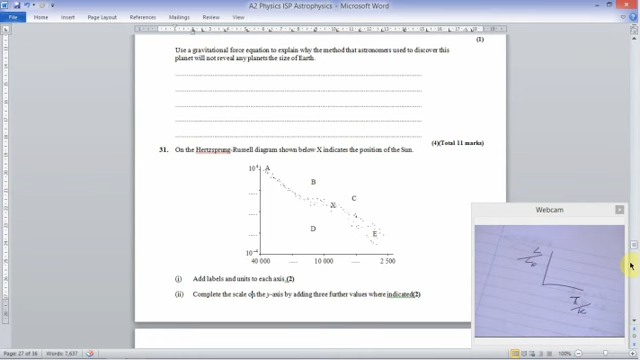 A2 Physics ISP Astrophysics - Microsoft Word
File Home Insert Page Layout References Mailings Review View
(1)
Use a gravitational force equation to explain why the method that astronomers used to discover this
planet will not reveal any planets the size of Earth.
(4)(Total 11 marks)
31. On the Hertzsprung-Russell diagram shown below X indicates the position of the Sun.
10⁴
A
B
C
X
D
E
10⁻⁴
40 000 10 000 2 500
(i) Add labels and units to each axis,(2)
(ii) Complete the scale on the y-axis by adding three further values where indicated(2)
Webcam
L
T
K
Page: 27 of 36 Words: 7,637